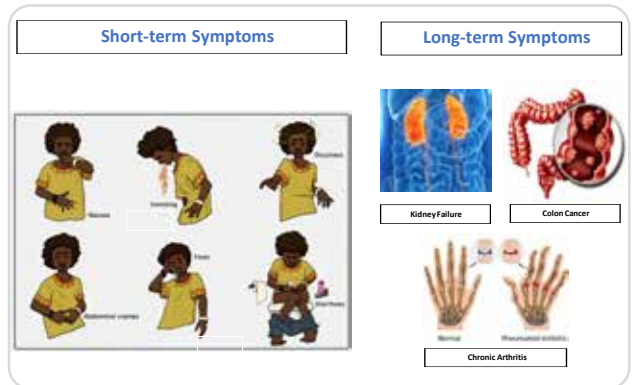 Short-term Symptoms
Long-term Symptoms
Nausea
Vomiting
Dizziness
Abdominal cramps
Fever
Diarrhoea
Kidney Failure
Colon Cancer
Normal
Rheumatoid Arthritis
Chronic Arthritis